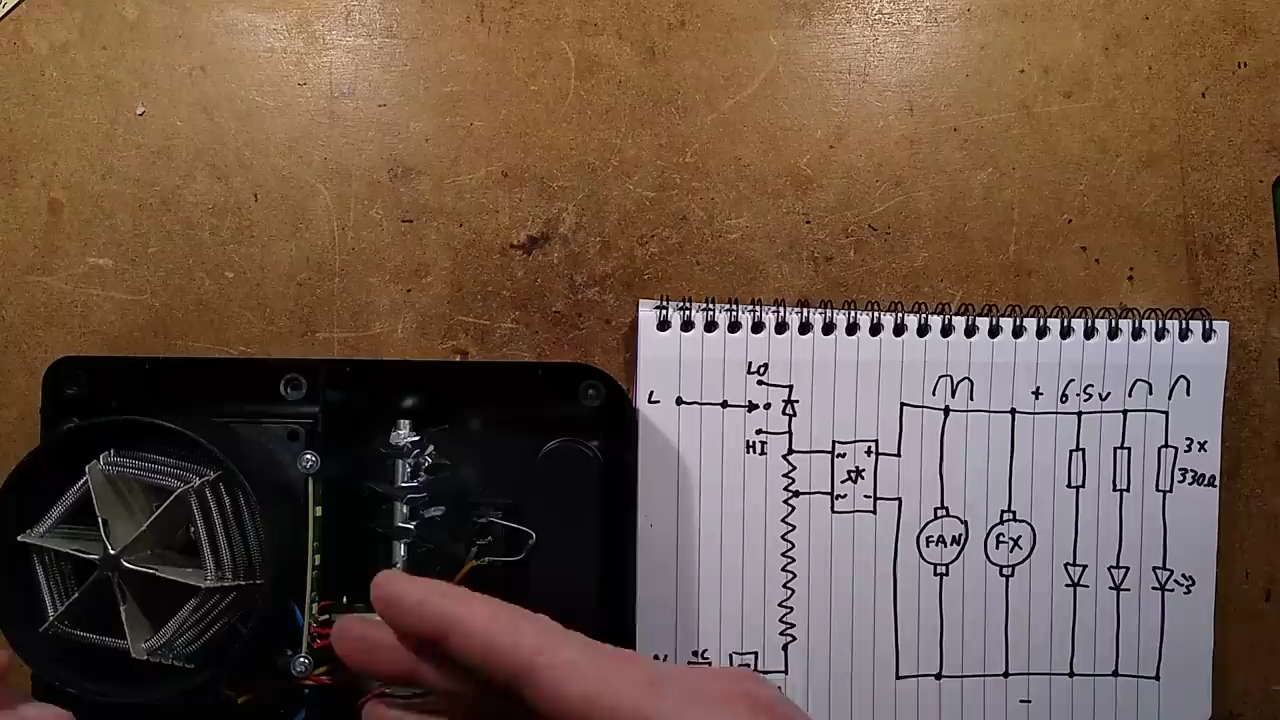 LO
L
HI
~ +
~ -
+ 6.5v
3x
330Ω
FAN
FX
-